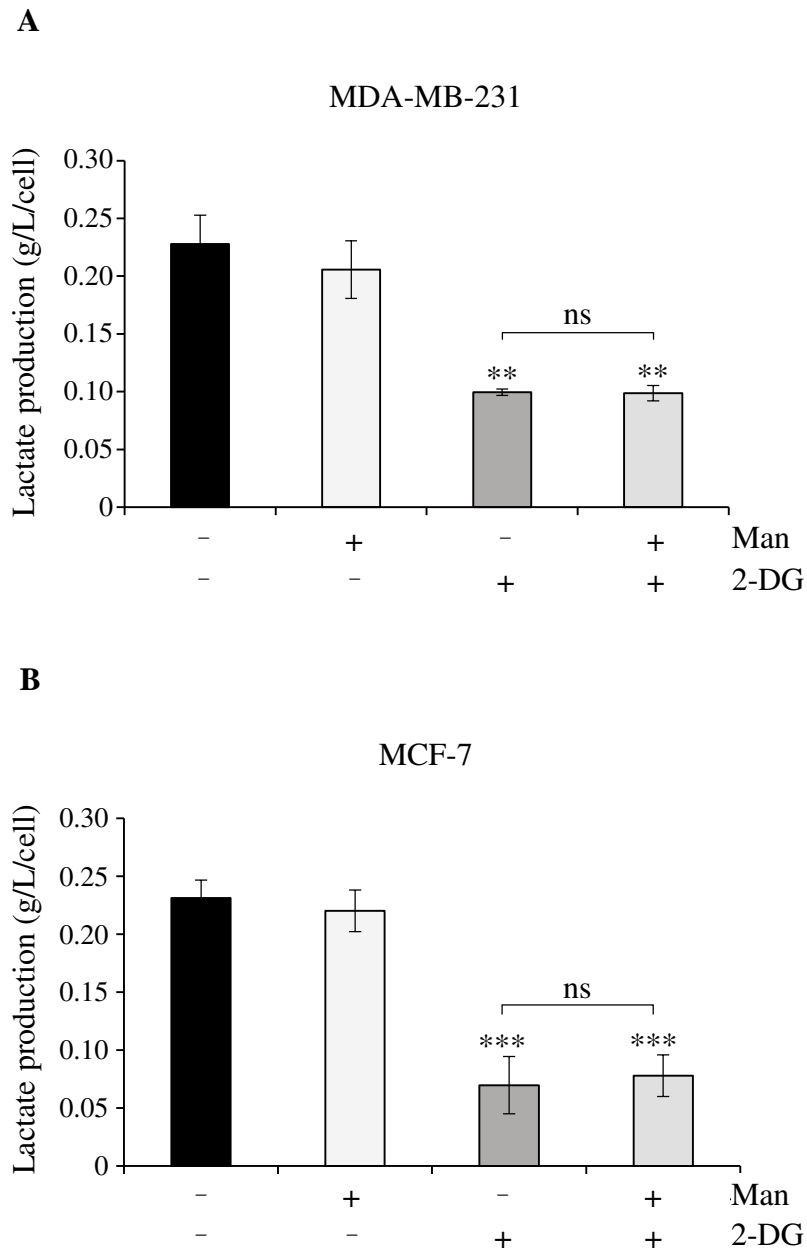 A
MDA-MB-231
Lactate production (g/L/cell)
0.30
0.25
0.20
0.15
0.10
0.05
0
ns
** **
- + - + Man
- - + + 2-DG
B
MCF-7
Lactate production (g/L/cell)
0.30
0.25
0.20
0.15
0.10
0.05
0
ns
*** ***
- + - + Man
- - + + 2-DG